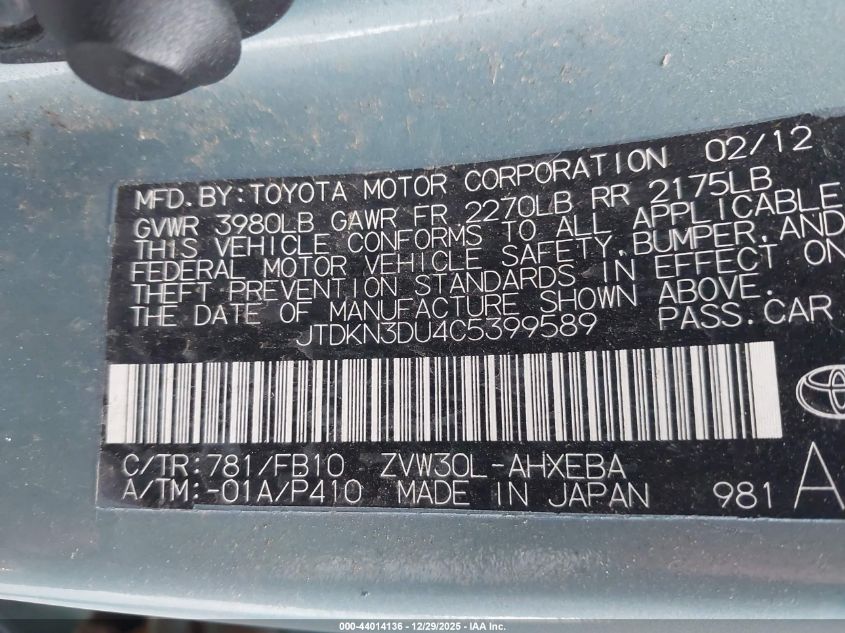 MFD. BY: TOYOTA MOTOR CORPORATION 02/12
GVWR 3980LB GAWR FR 2270LB RR 2175LB
THIS VEHICLE CONFORMS TO ALL APPLICABLE
FEDERAL MOTOR VEHICLE SAFETY, BUMPER, AND
THEFT PREVENTION STANDARDS IN EFFECT ON
THE DATE OF MANUFACTURE SHOWN ABOVE.
JTDKN3DU4C5399589 PASS. CAR
C/TR: 781/FB10 ZVW30L-AHXEBA
A/TM: -01A/P410 MADE IN JAPAN 981 A
000-44014136 - 12/29/2025 - IAA Inc.